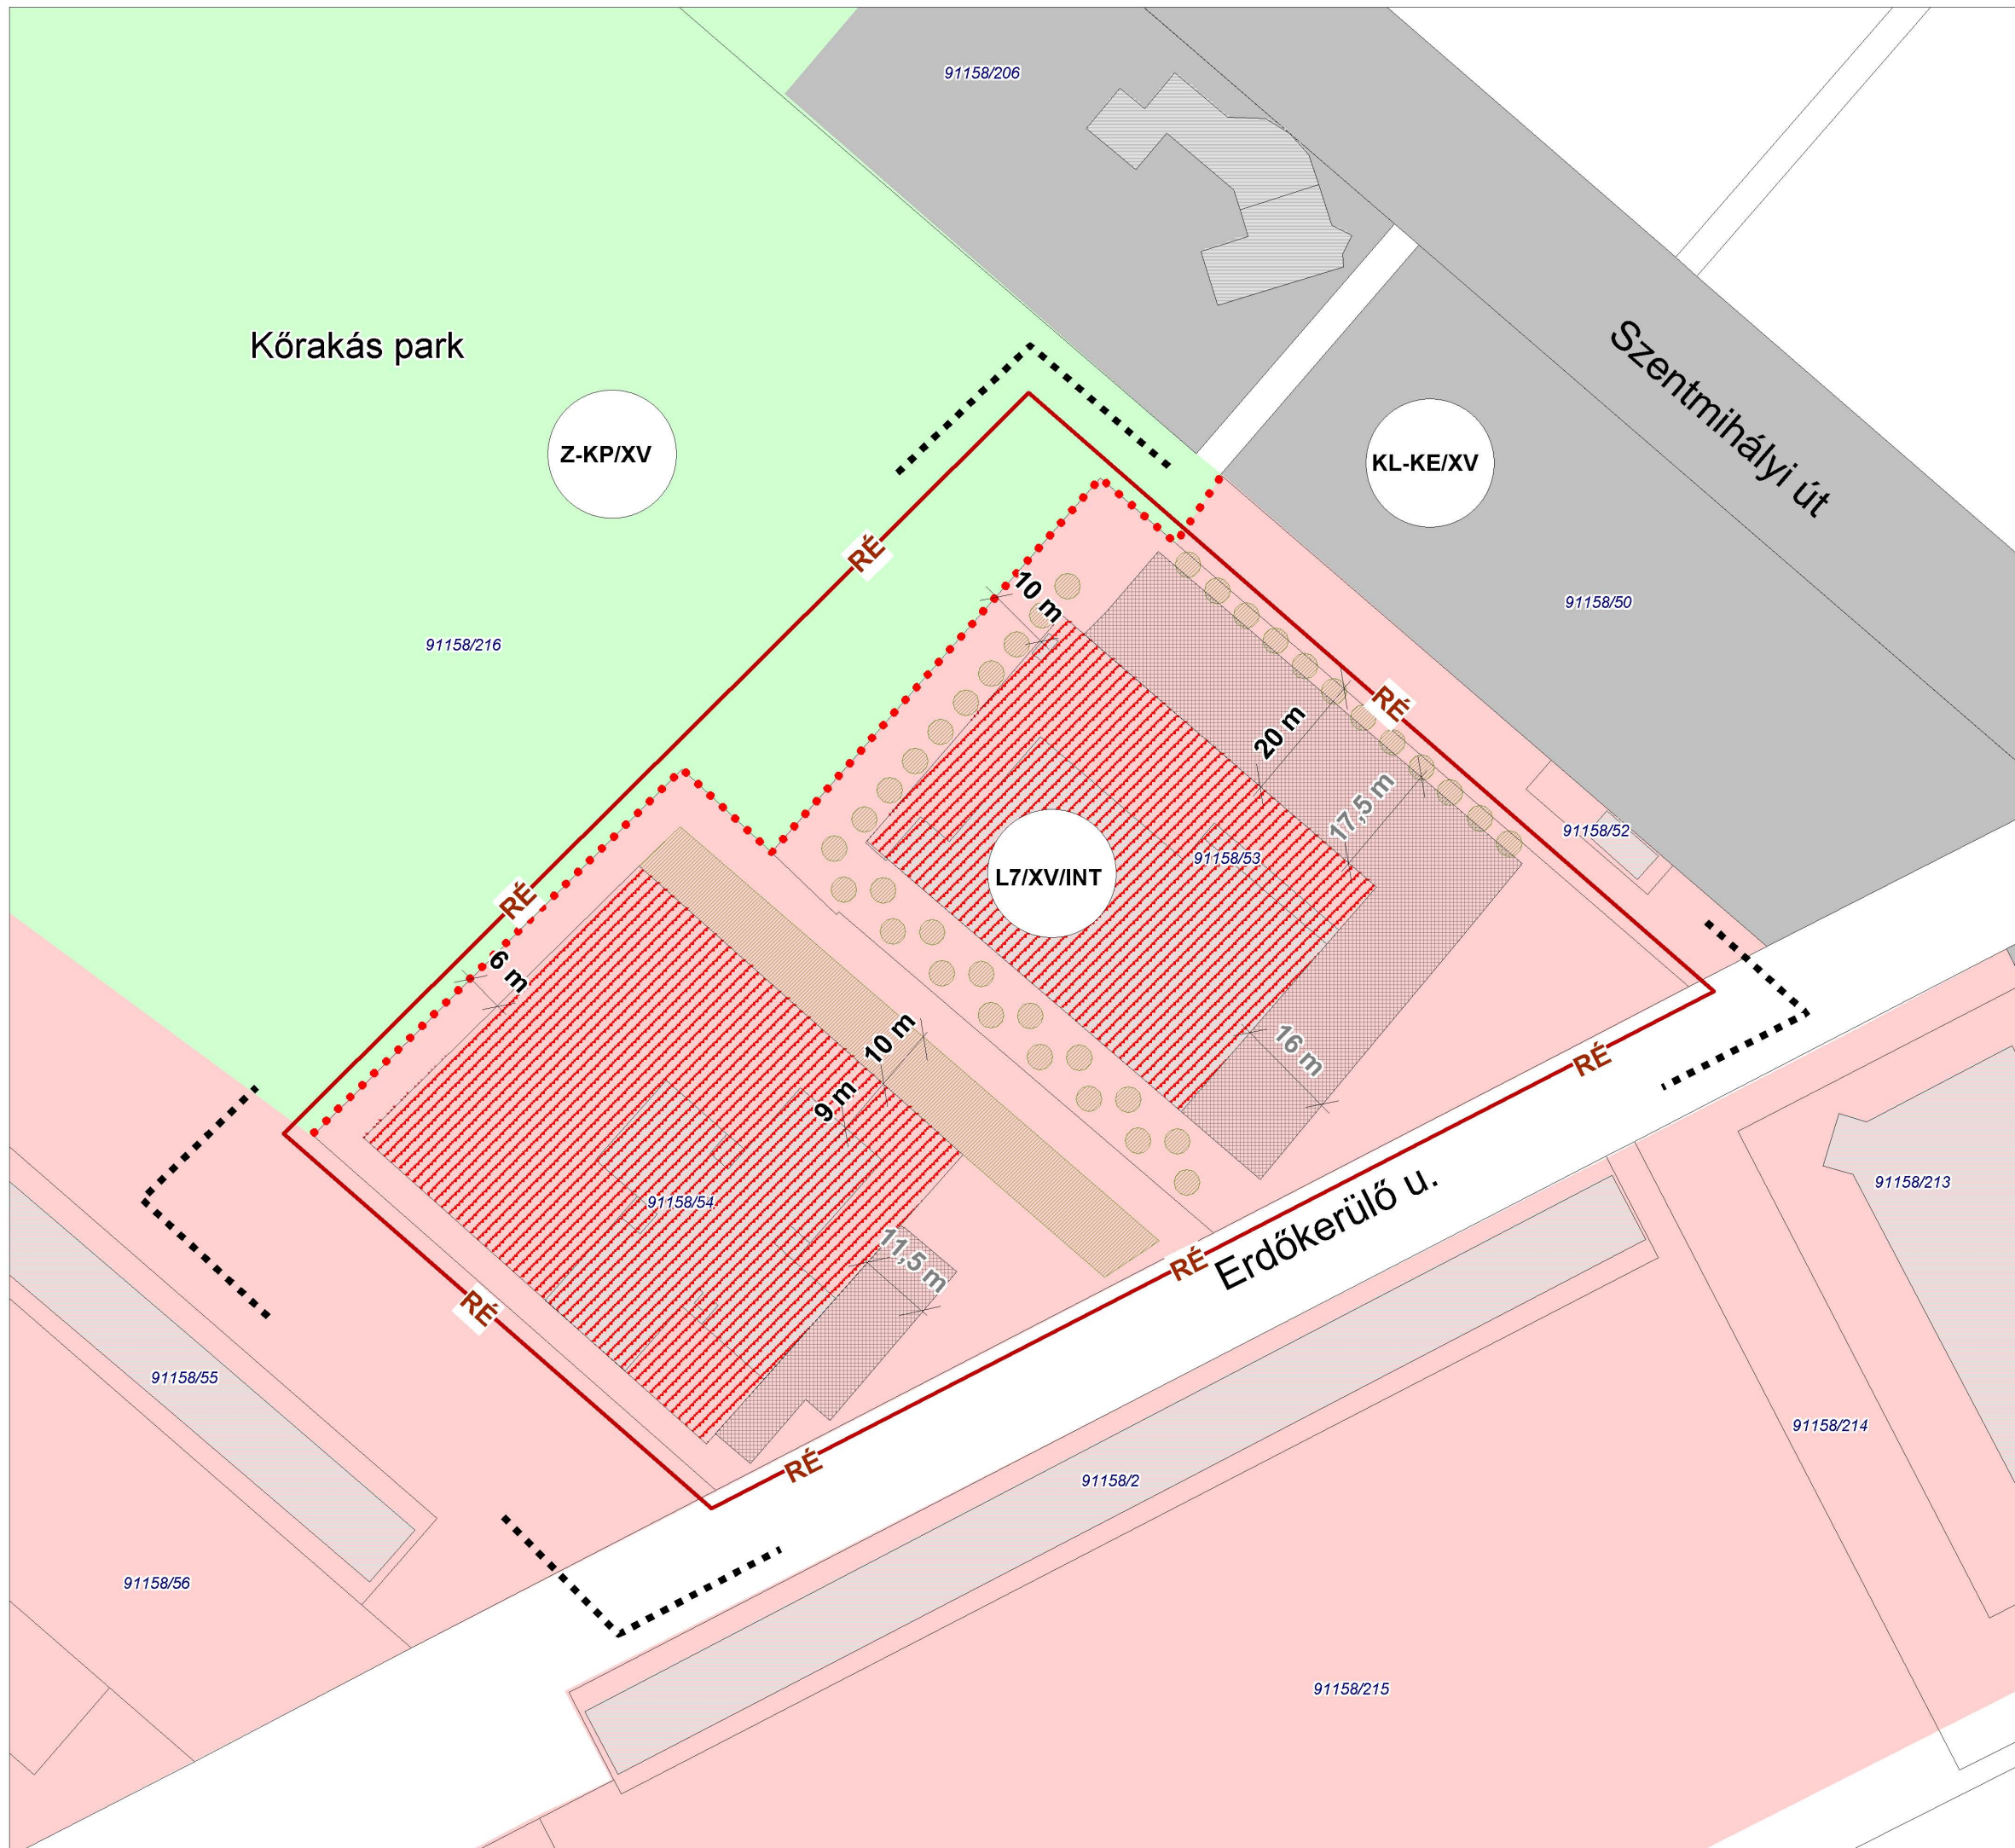 91158/206
Kőrakás park
Szentmihályi út
Z-KP/XV
KL-KE/XV
RÉ
10 m
91158/50
91158/216
RÉ
20 m
17,5 m
91158/52
91158/53
L7/XV/INT
RÉ
6 m
10 m
16 m
RÉ
9 m
91158/54
91158/213
Erdőkerülő u.
11,5 m
RÉ
RÉ
91158/55
91158/214
RÉ
91158/2
91158/56
91158/215